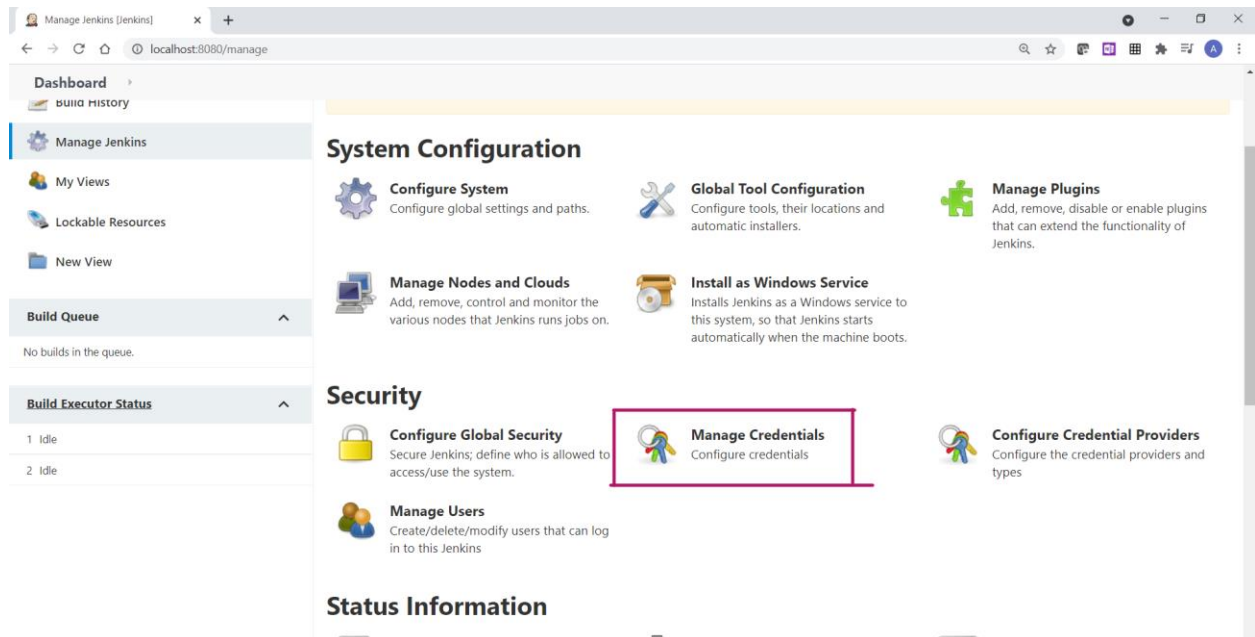 Manage Jenkins [Jenkins]
localhost:8080/manage
A
Dashboard
Build History
Manage Jenkins
My Views
Lockable Resources
New View
Build Queue
No builds in the queue.
Build Executor Status
1 Idle
2 Idle
System Configuration
Configure System
Configure global settings and paths.
Global Tool Configuration
Configure tools, their locations and
automatic installers.
Manage Plugins
Add, remove, disable or enable plugins
that can extend the functionality of
Jenkins.
Manage Nodes and Clouds
Add, remove, control and monitor the
various nodes that Jenkins runs jobs on.
Install as Windows Service
Installs Jenkins as a Windows service to
this system, so that Jenkins starts
automatically when the machine boots.
Security
Configure Global Security
Secure Jenkins; define who is allowed to
access/use the system.
Manage Credentials
Configure credentials
Configure Credential Providers
Configure the credential providers and
types
Manage Users
Create/delete/modify users that can log
in to this Jenkins
Status Information